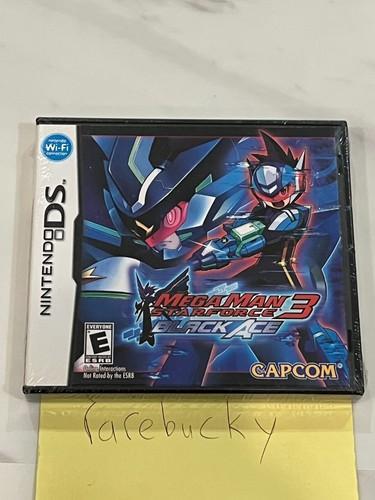 Nintendo
Wi-Fi
connection
NINTENDO DS
MEGA MAN
STARFORCE 3
BLACK ACE
EVERYONE
E
ESRB
Interactions
Not Rated by the ESRB
CAPCOM
rarebucky